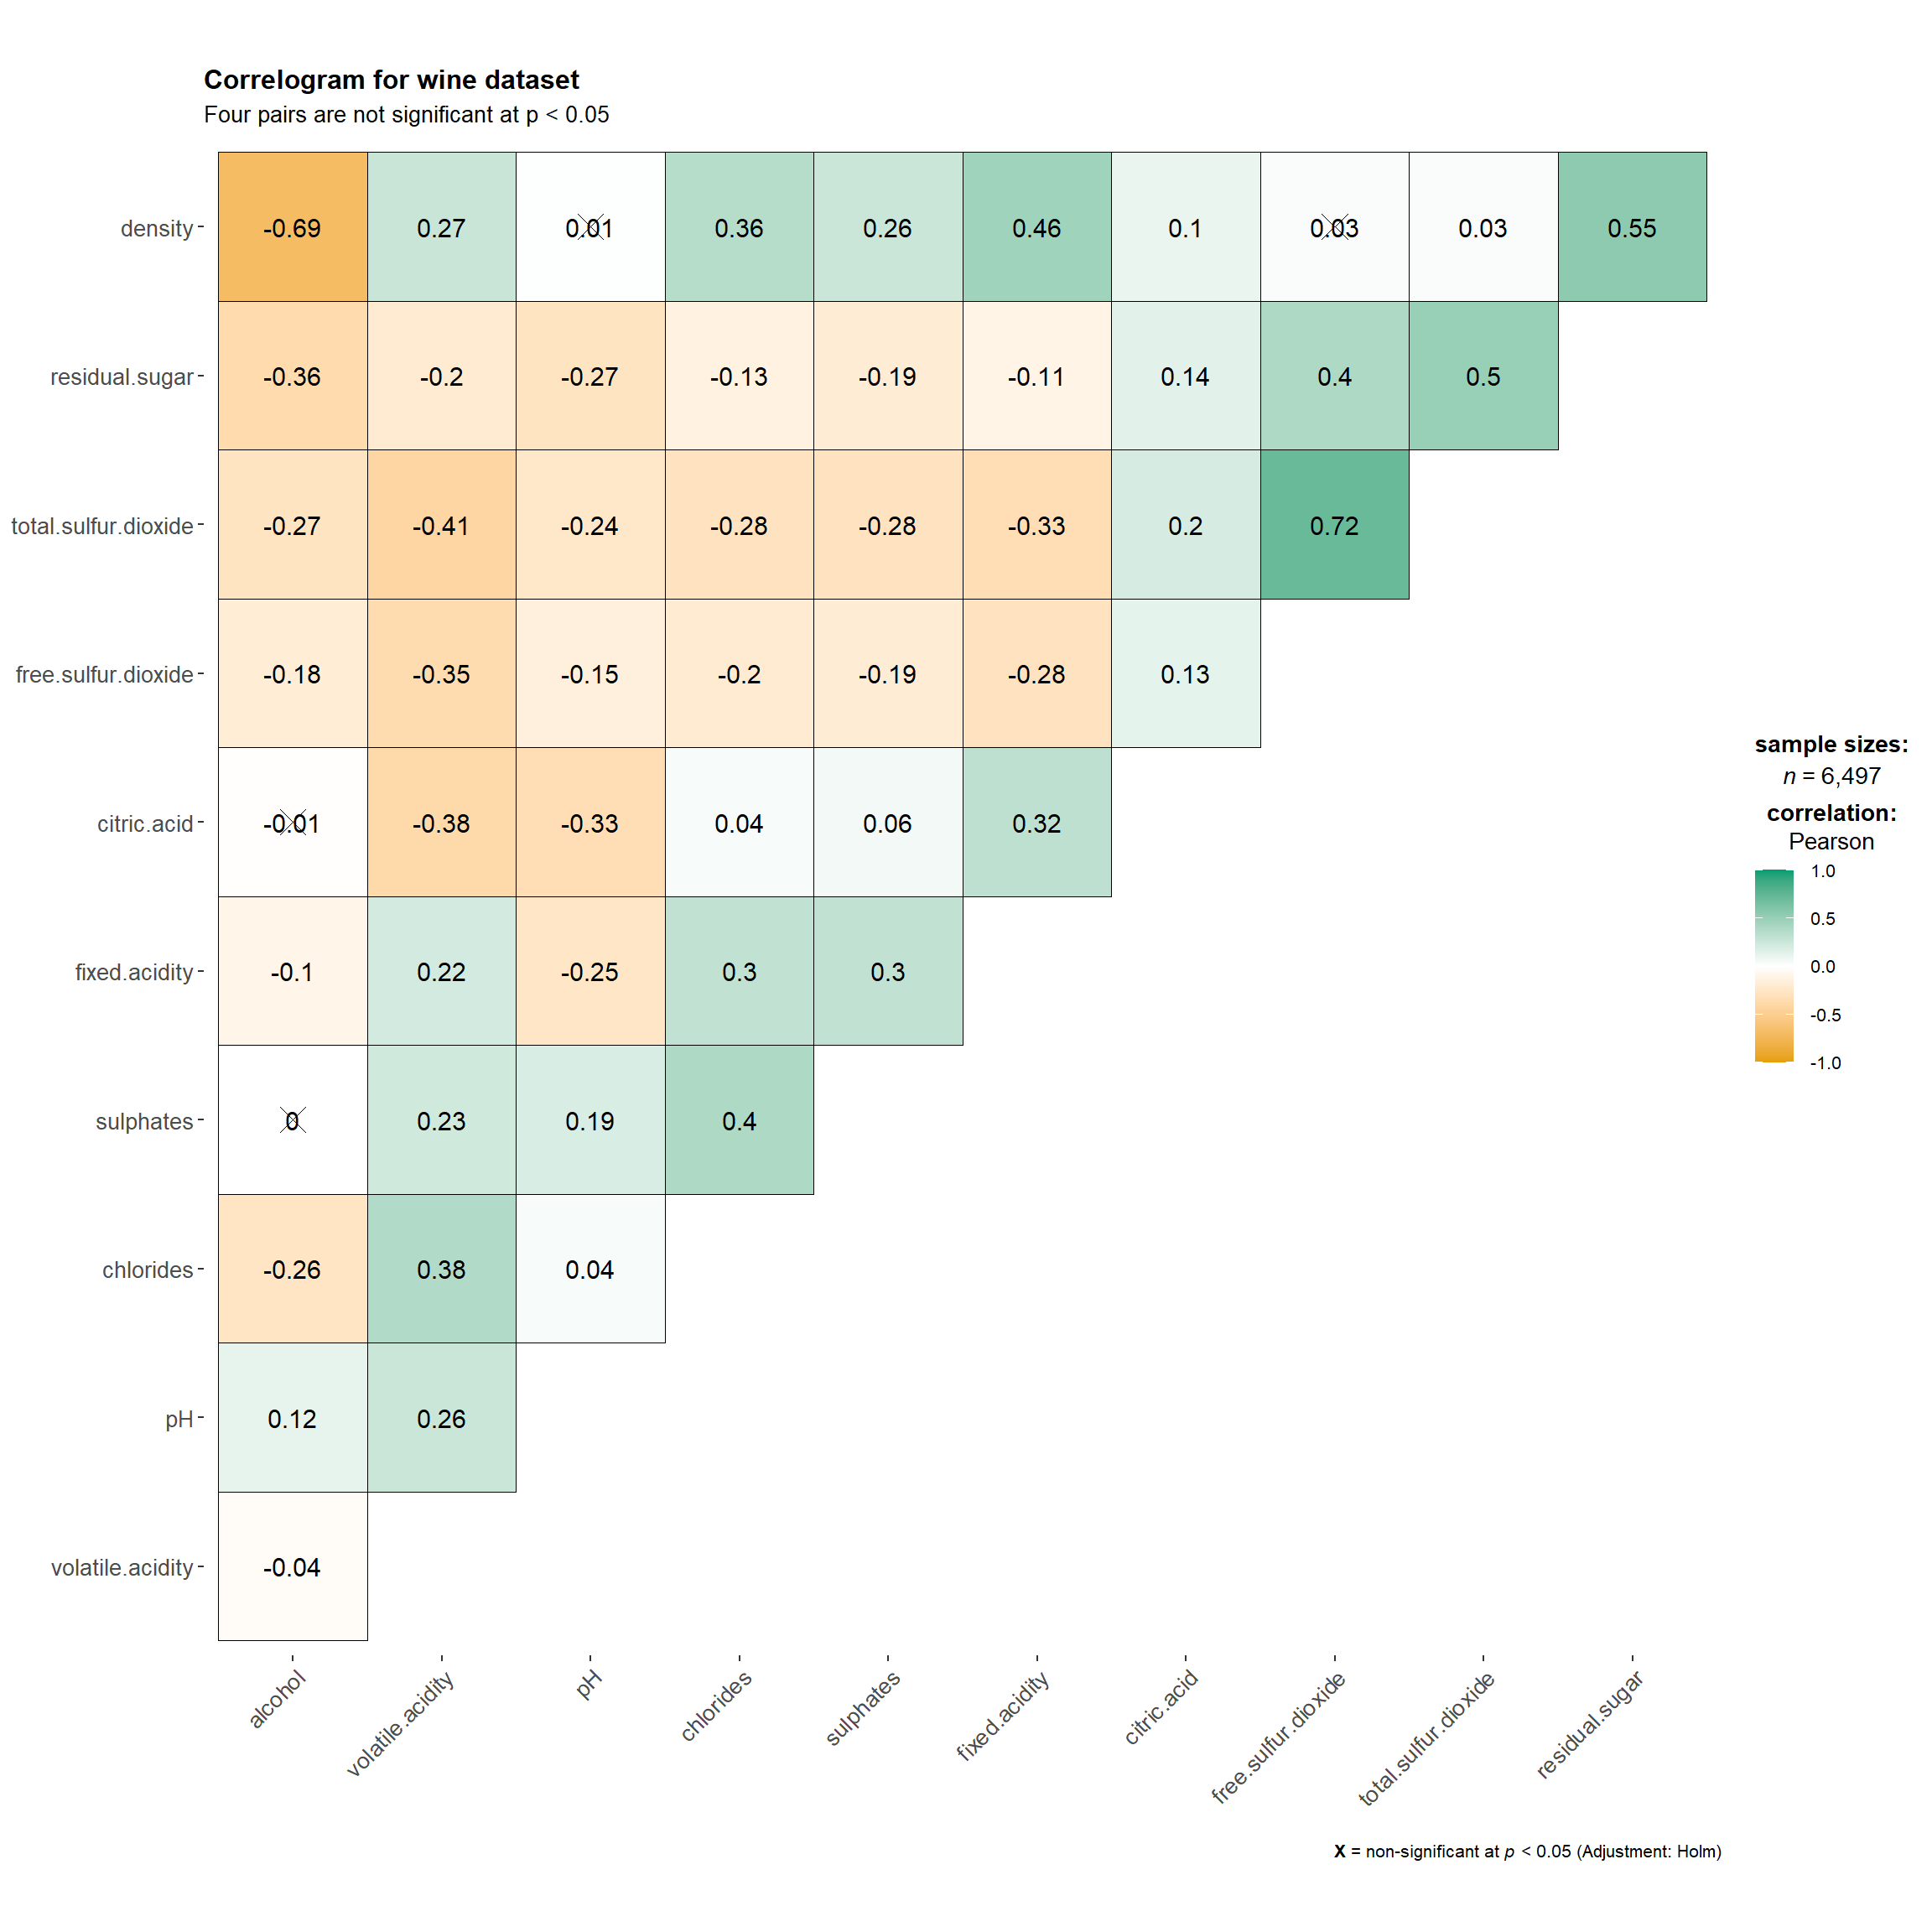 Correlogram for wine dataset
Four pairs are not significant at p < 0.05
density -0.69 0.27 0.01 0.36 0.26 0.46 0.1 0.03 0.03 0.55
residual.sugar -0.36 -0.2 -0.27 -0.13 -0.19 -0.11 0.14 0.4 0.5
total.sulfur.dioxide -0.27 -0.41 -0.24 -0.28 -0.28 -0.33 0.2 0.72
free.sulfur.dioxide -0.18 -0.35 -0.15 -0.2 -0.19 -0.28 0.13
citric.acid -0.01 -0.38 -0.33 0.04 0.06 0.32
fixed.acidity -0.1 0.22 -0.25 0.3 0.3
sulphates 0 0.23 0.19 0.4
chlorides -0.26 0.38 0.04
pH 0.12 0.26
volatile.acidity -0.04
alcohol volatile.acidity pH chlorides sulphates fixed.acidity citric.acid free.sulfur.dioxide total.sulfur.dioxide residual.sugar
sample sizes:
n = 6,497
correlation:
Pearson
1.0
0.5
0.0
-0.5
-1.0
X = non-significant at p < 0.05 (Adjustment: Holm)